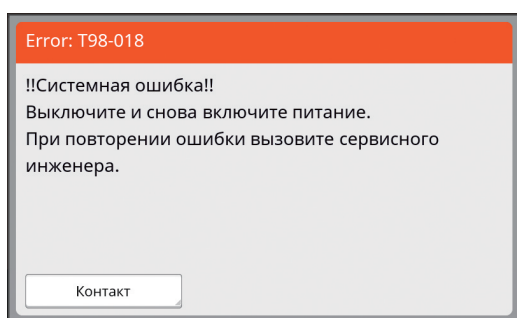 Error: T98-018
!!Системная ошибка!!
Выключите и снова включите питание.
При повторении ошибки вызовите сервисного
инженера.
Контакт